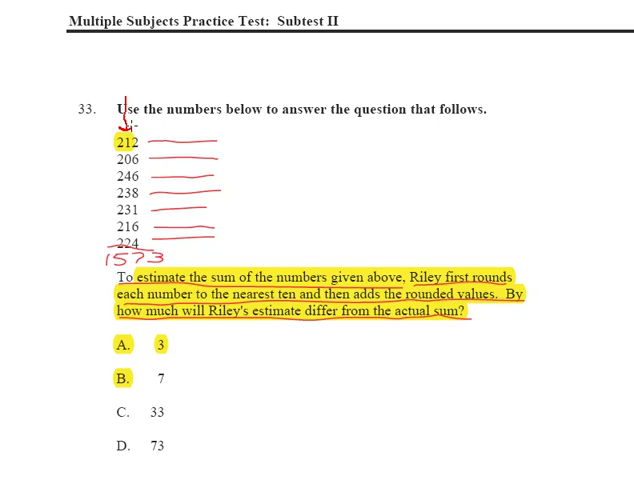 Multiple Subjects Practice Test: Subtest II
33. Use the numbers below to answer the question that follows.
212
206
246
238
231
216
224
1573
To estimate the sum of the numbers given above, Riley first rounds
each number to the nearest ten and then adds the rounded values. By
how much will Riley's estimate differ from the actual sum?
A. 3
B. 7
C. 33
D. 73